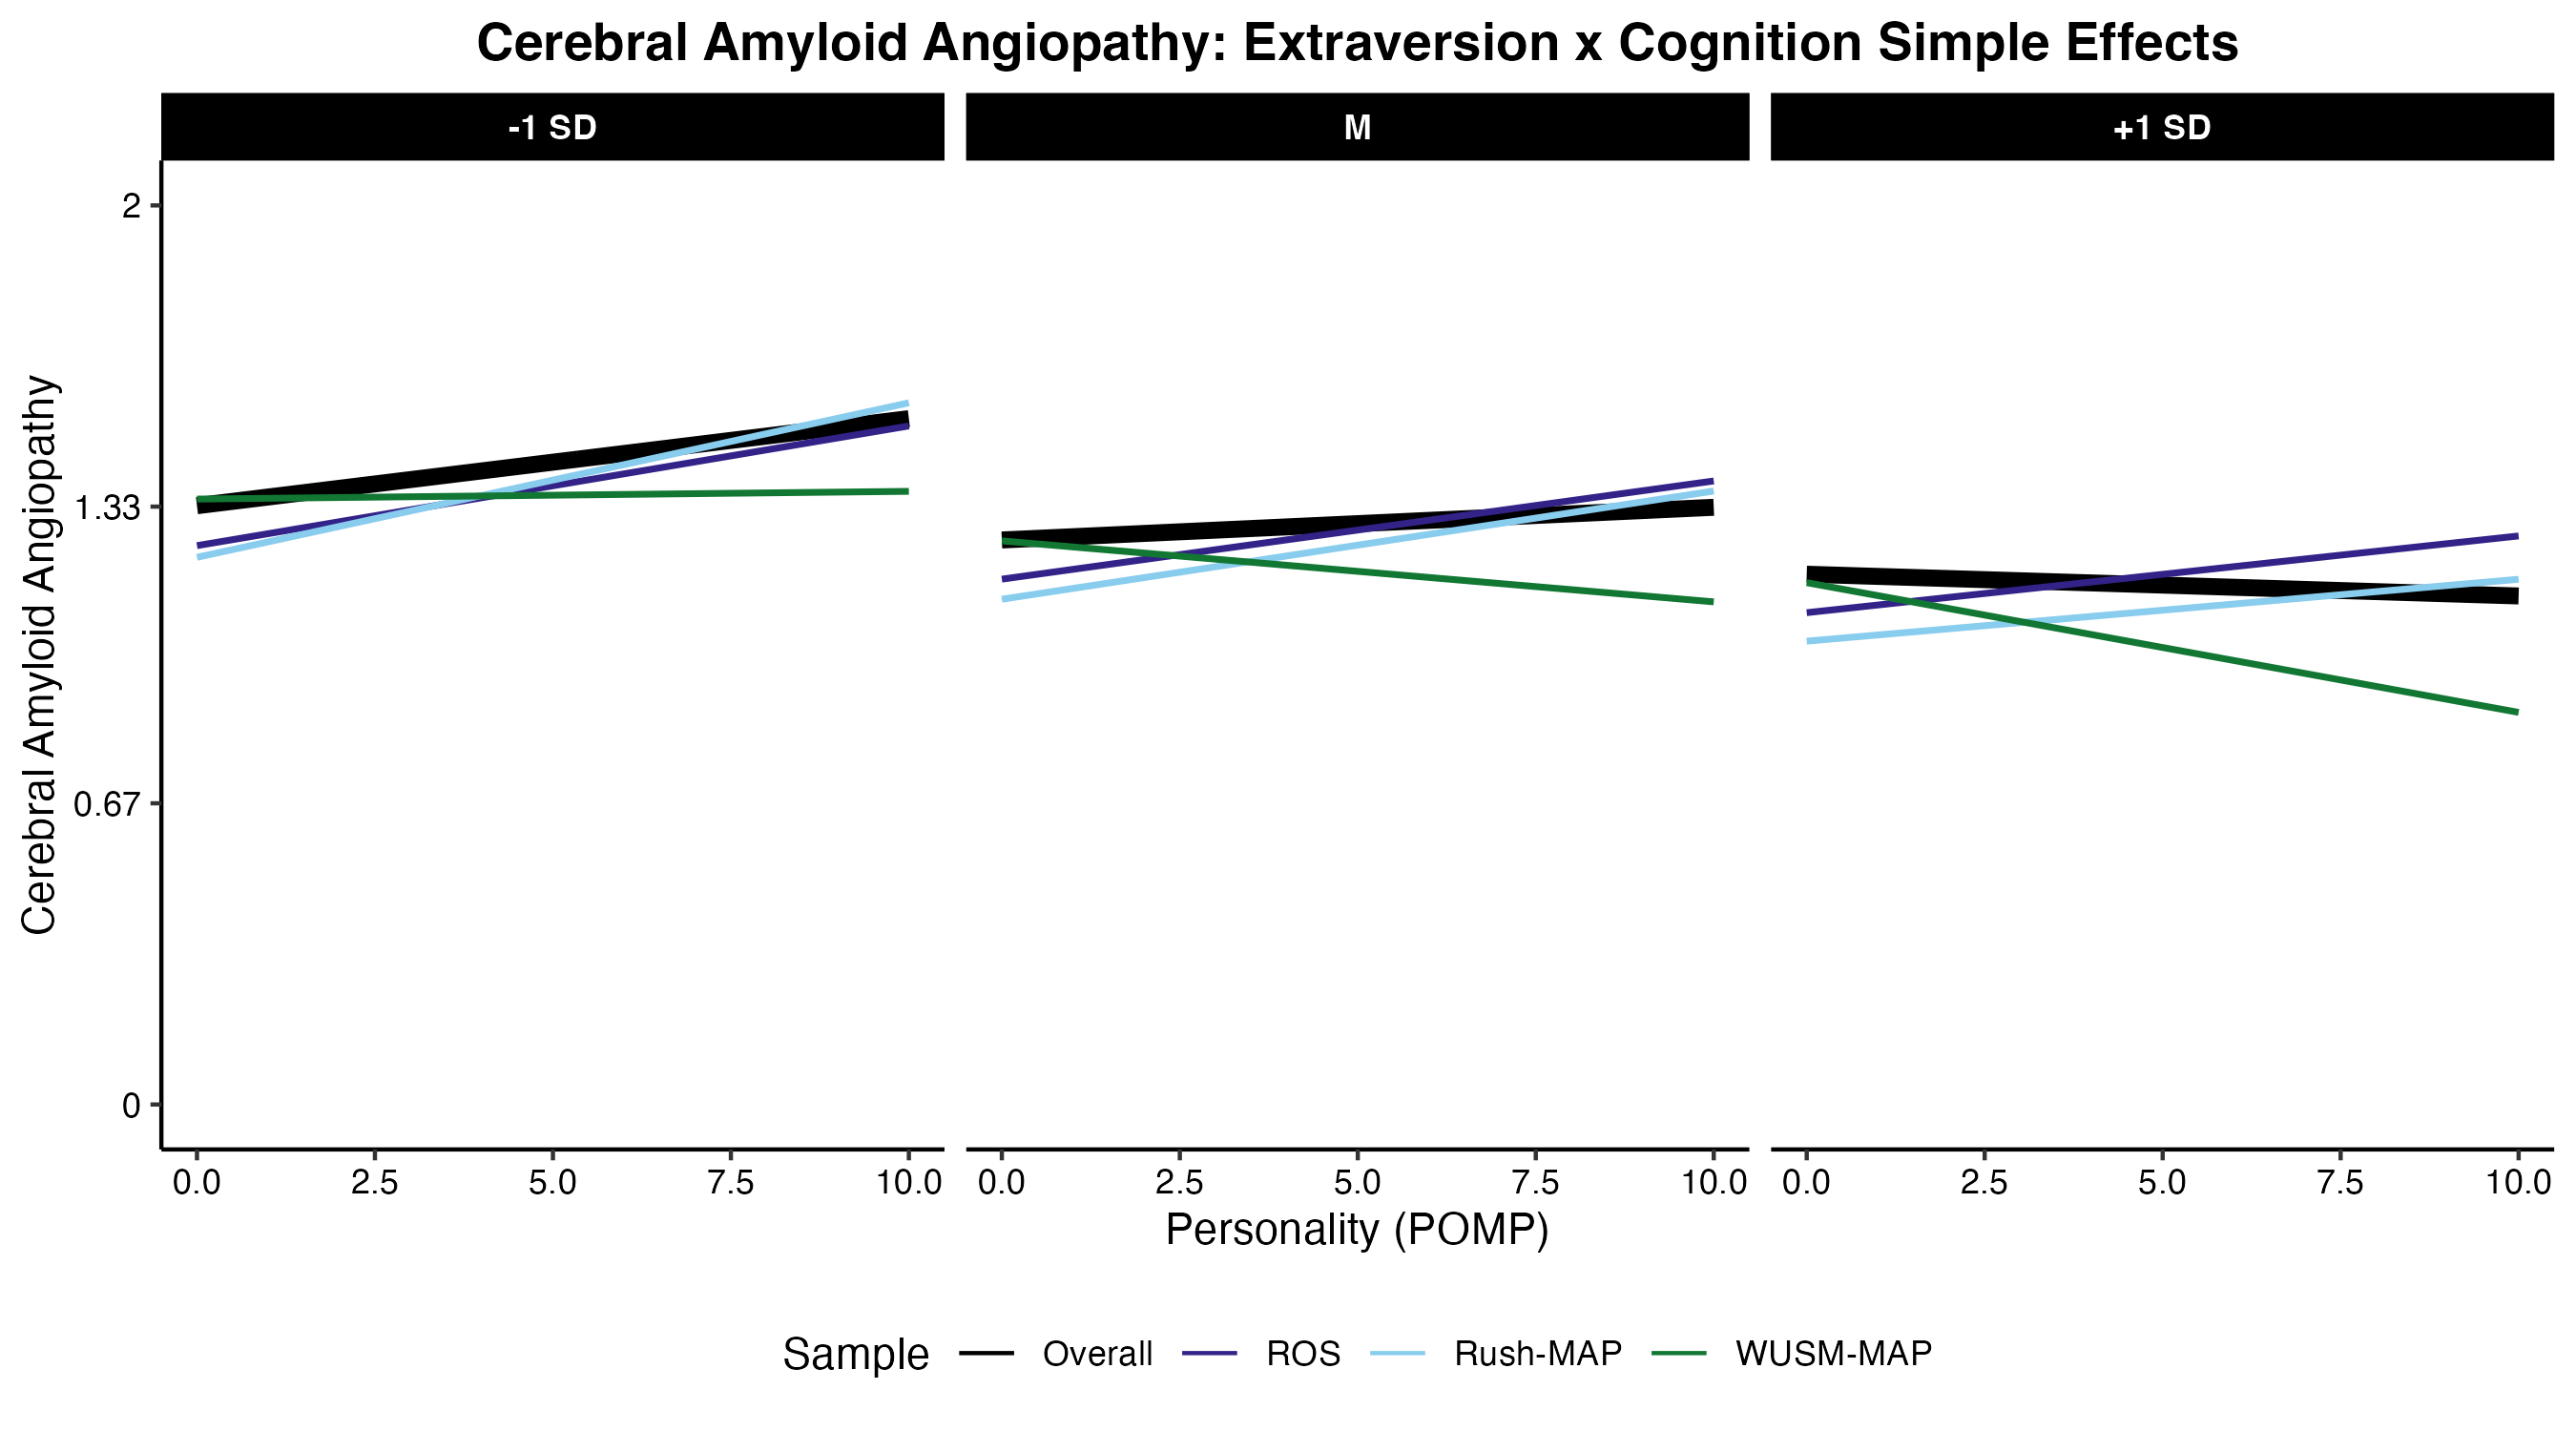 Cerebral Amyloid Angiopathy: Extraversion x Cognition Simple Effects
-1 SD M +1 SD
Cerebral Amyloid Angiopathy
2
1.33
0.67
0
0.0 2.5 5.0 7.5 10.0 0.0 2.5 5.0 7.5 10.0 0.0 2.5 5.0 7.5 10.0
Personality (POMP)
Sample Overall ROS Rush-MAP WUSM-MAP